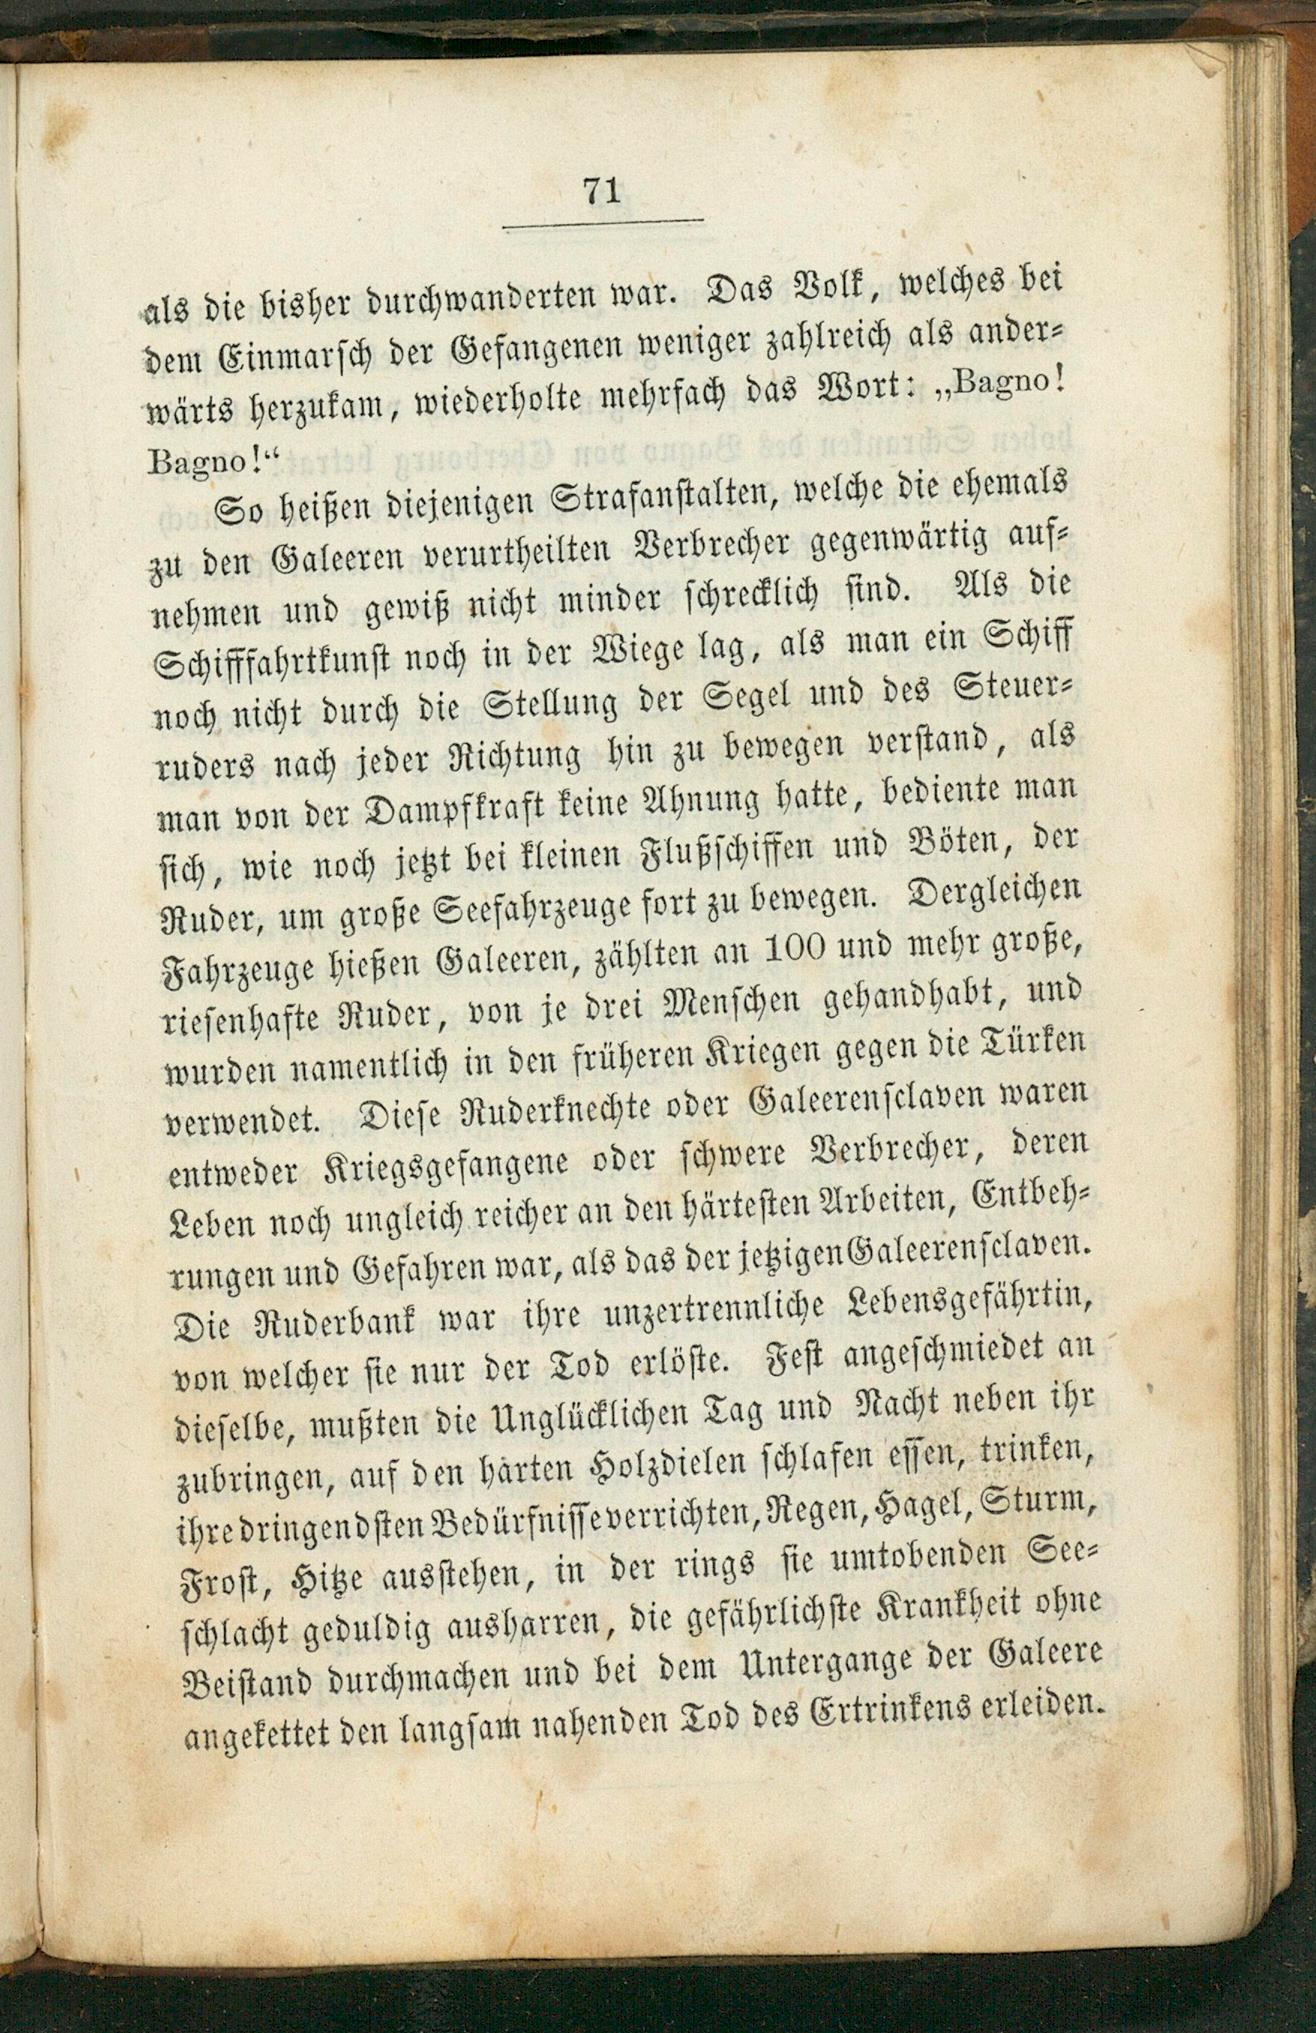 71
als die bisher durchwanderten war. Das Volk, welches bei
dem Einmarsch der Gefangenen weniger zahlreich als ander-
wärts herzukam, wiederholte mehrfach das Wort: „Bagno!
Bagno!“
So heißen diejenigen Strafanstalten, welche die ehemals
zu den Galeeren verurtheilten Verbrecher gegenwärtig auf-
nehmen und gewiß nicht minder schrecklich sind. Als die
Schifffahrtkunst noch in der Wiege lag, als man ein Schiff
noch nicht durch die Stellung der Segel und des Steuer-
ruders nach jeder Richtung hin zu bewegen verstand, als
man von der Dampfkraft keine Ahnung hatte, bediente man
sich, wie noch jetzt bei kleinen Flußschiffen und Böten, der
Ruder, um große Seefahrzeuge fort zu bewegen. Dergleichen
Fahrzeuge hießen Galeeren, zählten an 100 und mehr große,
riesenhafte Ruder, von je drei Menschen gehandhabt, und
wurden namentlich in den früheren Kriegen gegen die Türken
verwendet. Diese Ruderknechte oder Galeerensclaven waren
entweder Kriegsgefangene oder schwere Verbrecher, deren
Leben noch ungleich reicher an den härtesten Arbeiten, Entbeh-
rungen und Gefahren war, als das der jetzigen Galeerensclaven.
Die Ruderbank war ihre unzertrennliche Lebensgefährtin,
von welcher sie nur der Tod erlöste. Fest angeschmiedet an
dieselbe, mußten die Unglücklichen Tag und Nacht neben ihr
zubringen, auf den harten Holzdielen schlafen essen, trinken,
ihre dringendsten Bedürfnisse verrichten, Regen, Hagel, Sturm,
Frost, Hitze ausstehen, in der rings sie umtobenden See-
schlacht geduldig ausharren, die gefährlichste Krankheit ohne
Beistand durchmachen und bei dem Untergange der Galeere
angekettet den langsam nahenden Tod des Ertrinkens erleiden.